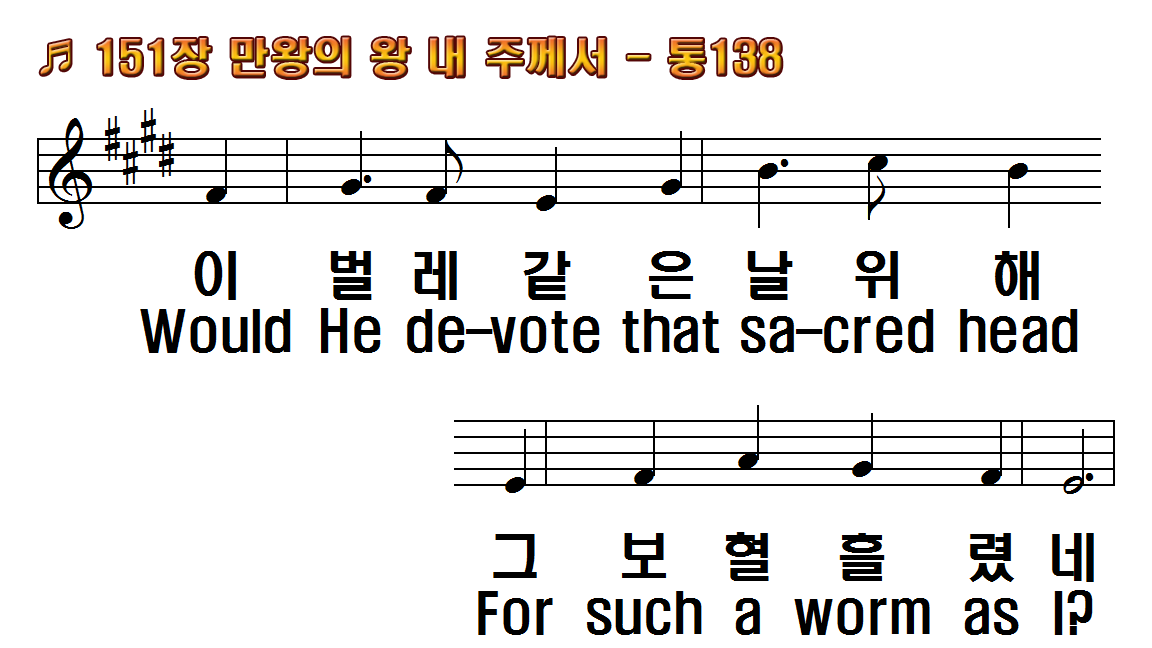 ♬ 151장 만왕의 왕 내 주께서 - 통138
이 벌 레 같 은 날 위 해
Would He de-vote that sa-cred head
그 보 혈 흘 렸 네
For such a worm as I?